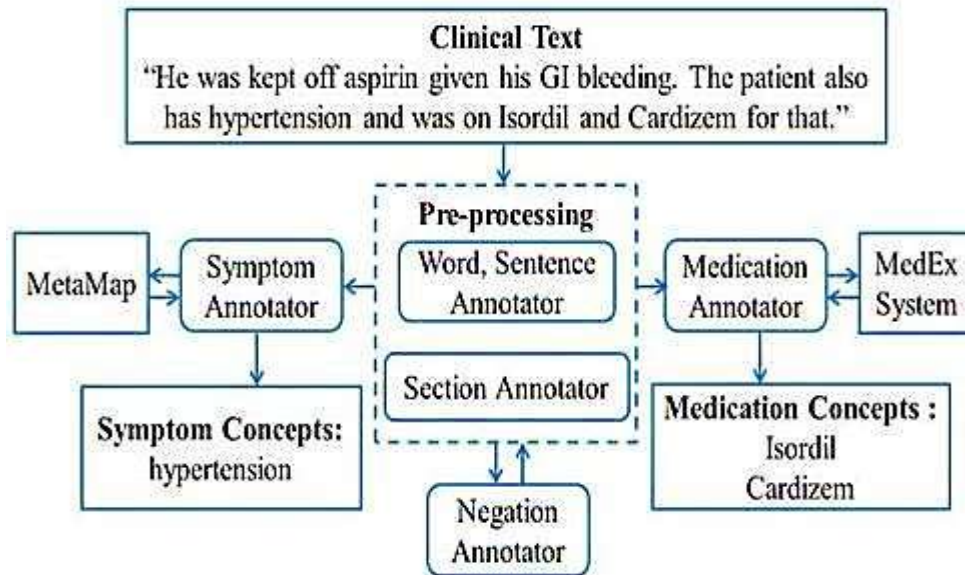 Clinical Text
“He was kept off aspirin given his GI bleeding. The patient also
has hypertension and was on Isordil and Cardizem for that.”
Pre-processing
Word, Sentence
Annotator
Section Annotator
MetaMap
Symptom
Annotator
Medication
Annotator
MedEx
System
Symptom Concepts:
hypertension
Medication Concepts :
Isordil
Cardizem
Negation
Annotator